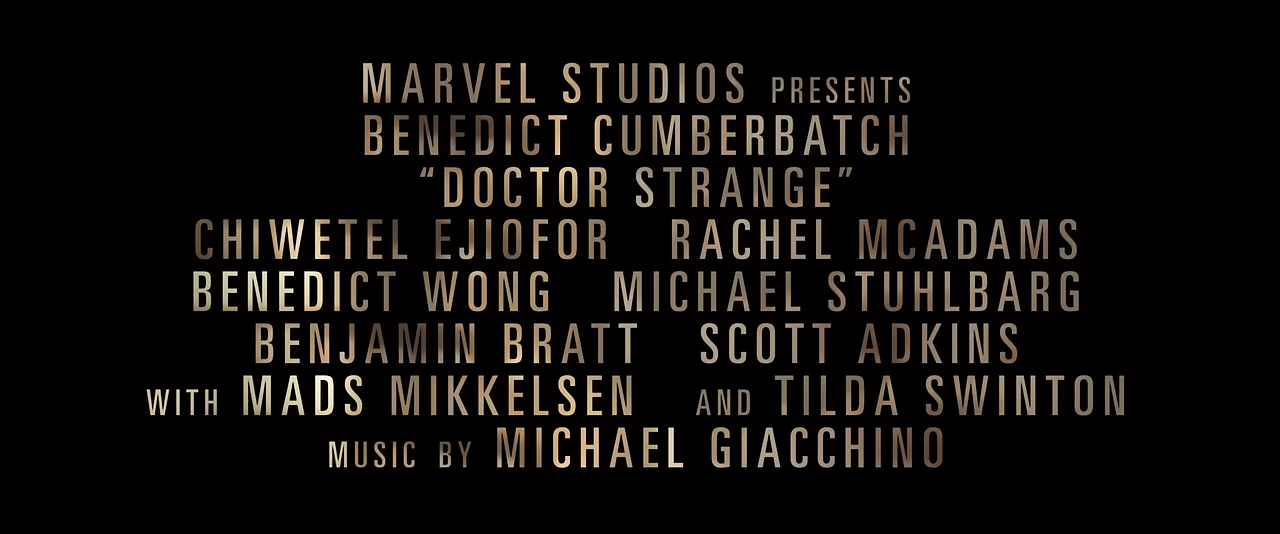 MARVEL STUDIOS PRESENTS
BENEDICT CUMBERBATCH
“DOCTOR STRANGE”
CHIWETEL EJIOFOR RACHEL MCADAMS
BENEDICT WONG MICHAEL STUHLBARG
BENJAMIN BRATT SCOTT ADKINS
WITH MADS MIKKELSEN AND TILDA SWINTON
MUSIC BY MICHAEL GIACCHINO